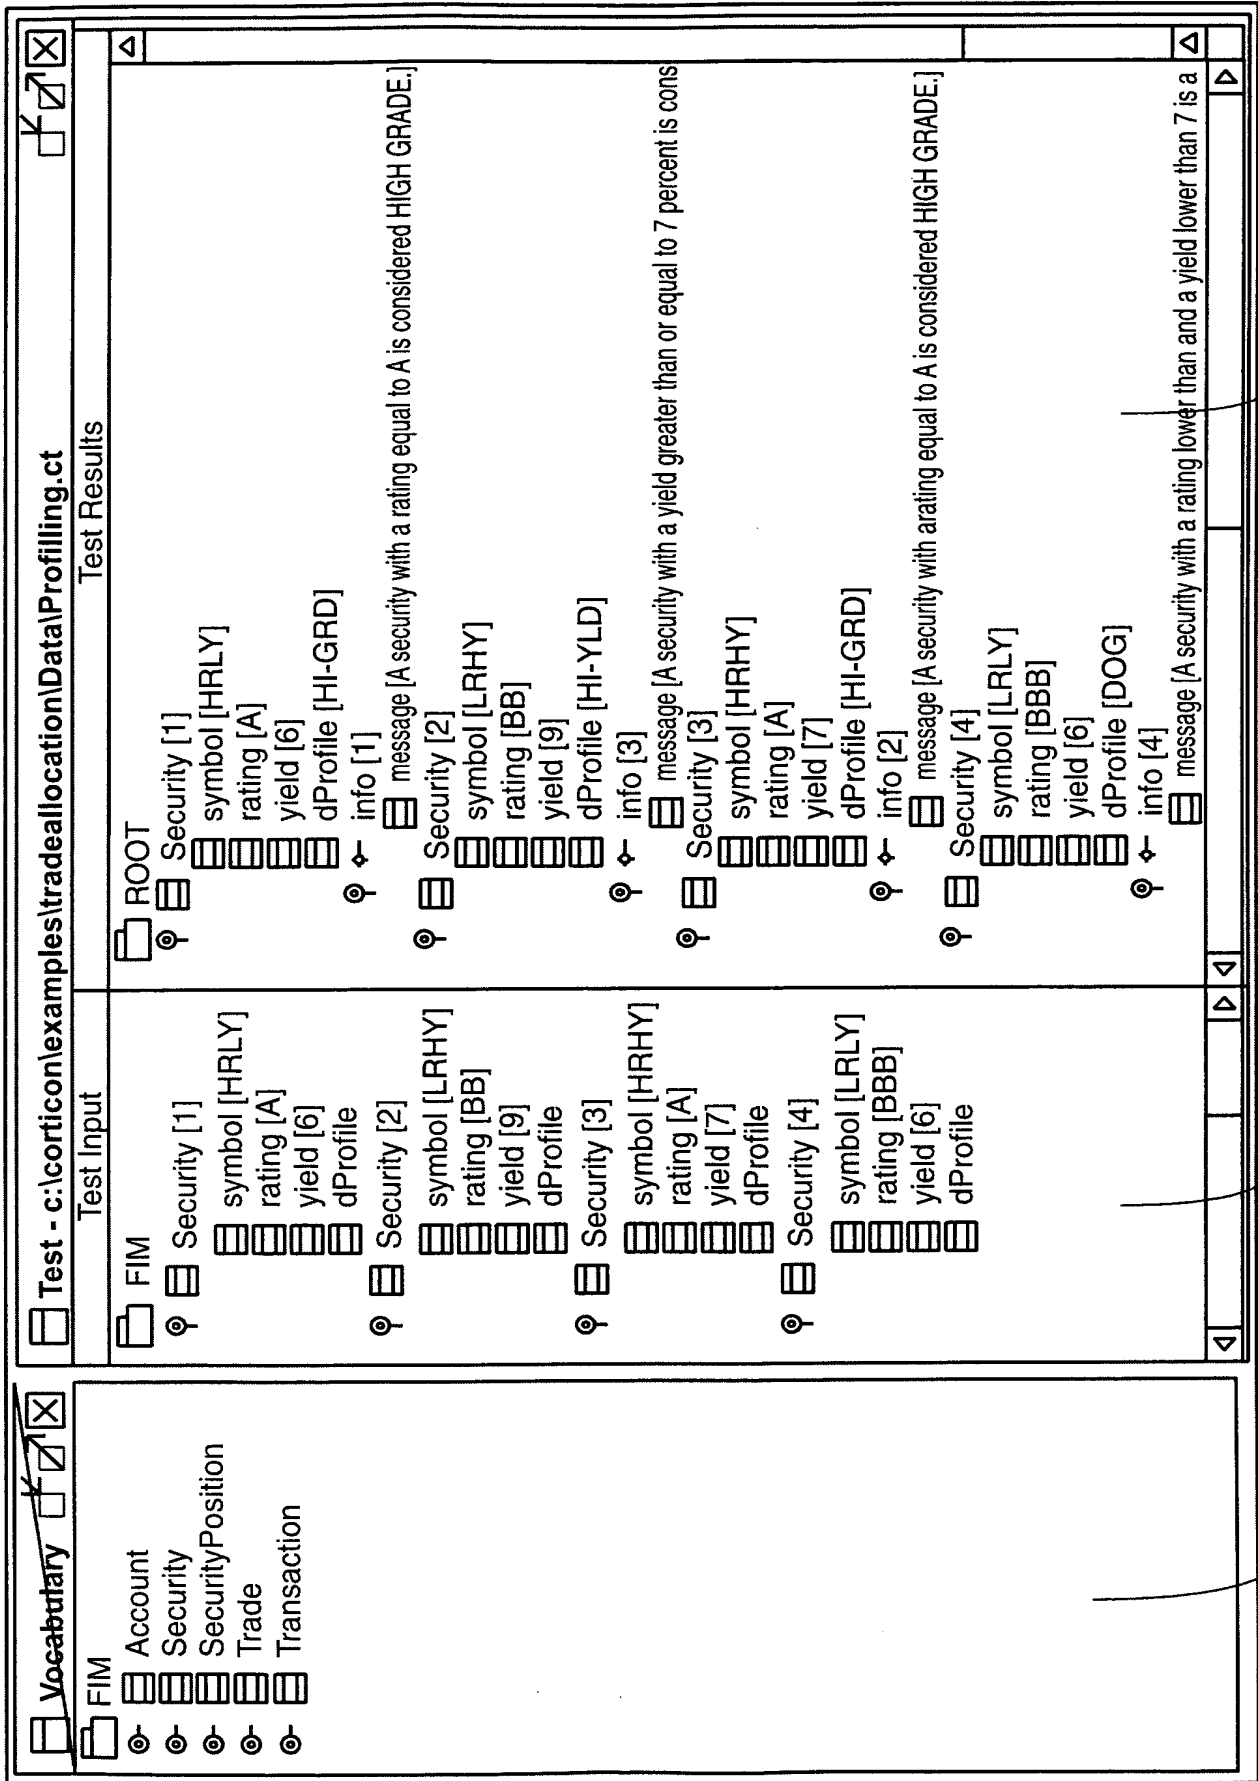 Vocabulary
FIM
Account
Security
SecurityPosition
Trade
Transaction
Test - c:\corticon\examples\tradeallocation\Data\Profilling.ct
Test Input
FIM
Security [1]
symbol [HRLY]
rating [A]
yield [6]
dProfile
Security [2]
symbol [LRHY]
rating [BB]
yield [9]
dProfile
Security [3]
symbol [HRHY]
rating [A]
yield [7]
dProfile
Security [4]
symbol [LRLY]
rating [BBB]
yield [6]
dProfile
Test Results
ROOT
Security [1]
symbol [HRLY]
rating [A]
yield [6]
dProfile [HI-GRD]
info [1]
message [A security with a rating equal to A is considered HIGH GRADE.]
Security [2]
symbol [LRHY]
rating [BB]
yield [9]
dProfile [HI-YLD]
info [3]
message [A security with a yield greater than or equal to 7 percent is cons
Security [3]
symbol [HRHY]
rating [A]
yield [7]
dProfile [HI-GRD]
info [2]
message [A security with arating equal to A is considered HIGH GRADE.]
Security [4]
symbol [LRLY]
rating [BBB]
yield [6]
dProfile [DOG]
info [4]
message [A security with a rating lower than and a yield lower than 7 is a